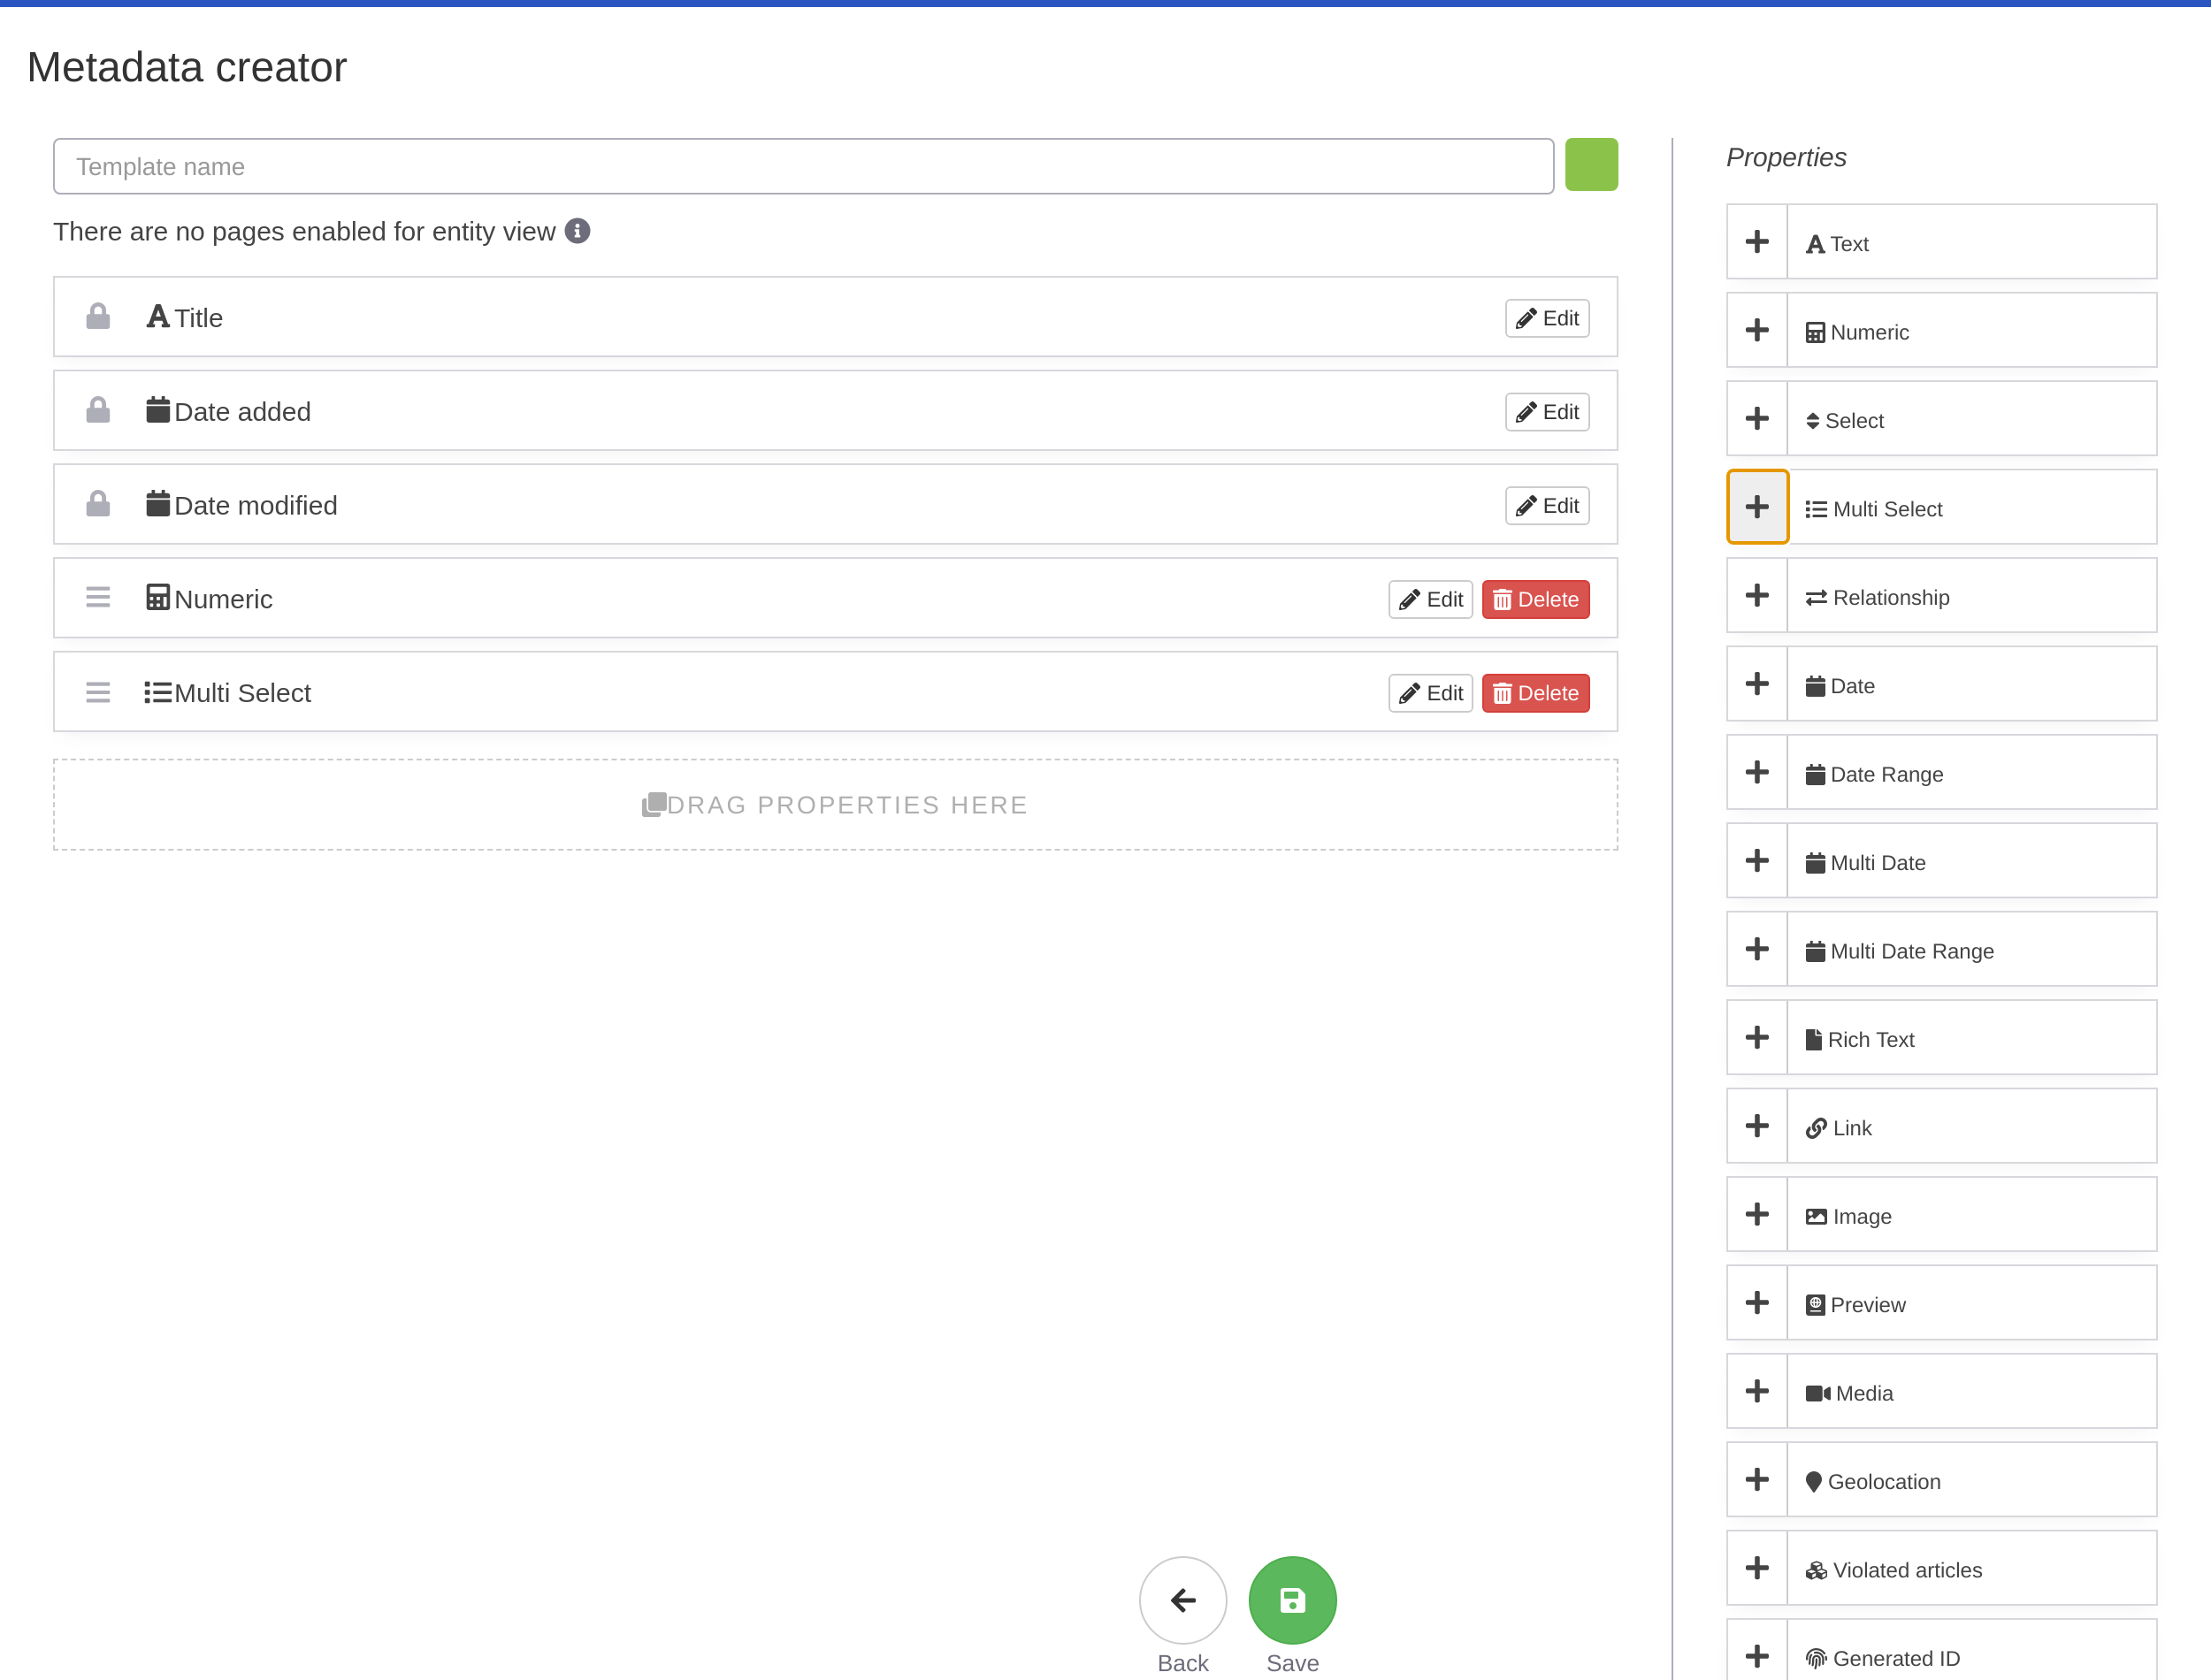 Metadata creator
Template name
There are no pages enabled for entity view
Title
Edit
Date added
Edit
Date modified
Edit
Numeric
Edit
Delete
Multi Select
Edit
Delete
DRAG PROPERTIES HERE
Back
Save
Properties
Text
Numeric
Select
Multi Select
Relationship
Date
Date Range
Multi Date
Multi Date Range
Rich Text
Link
Image
Preview
Media
Geolocation
Violated articles
Generated ID